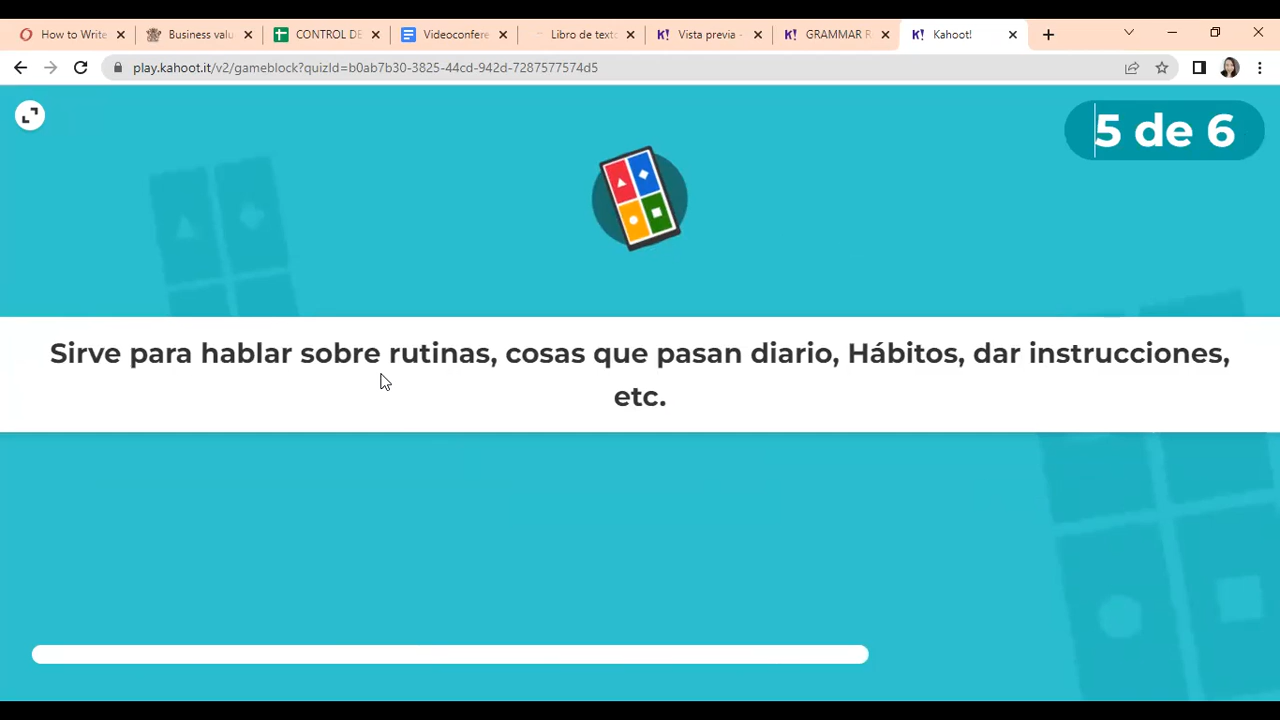 How to Write
Business valu
CONTROL DE
Videoconfere
Libro de texto
Vista previa -
GRAMMAR R
Kahoot!
play.kahoot.it/v2/gameblock?quizId=b0ab7b30-3825-44cd-942d-7287577574d5
5 de 6
Sirve para hablar sobre rutinas, cosas que pasan diario, Hábitos, dar instrucciones,
etc.